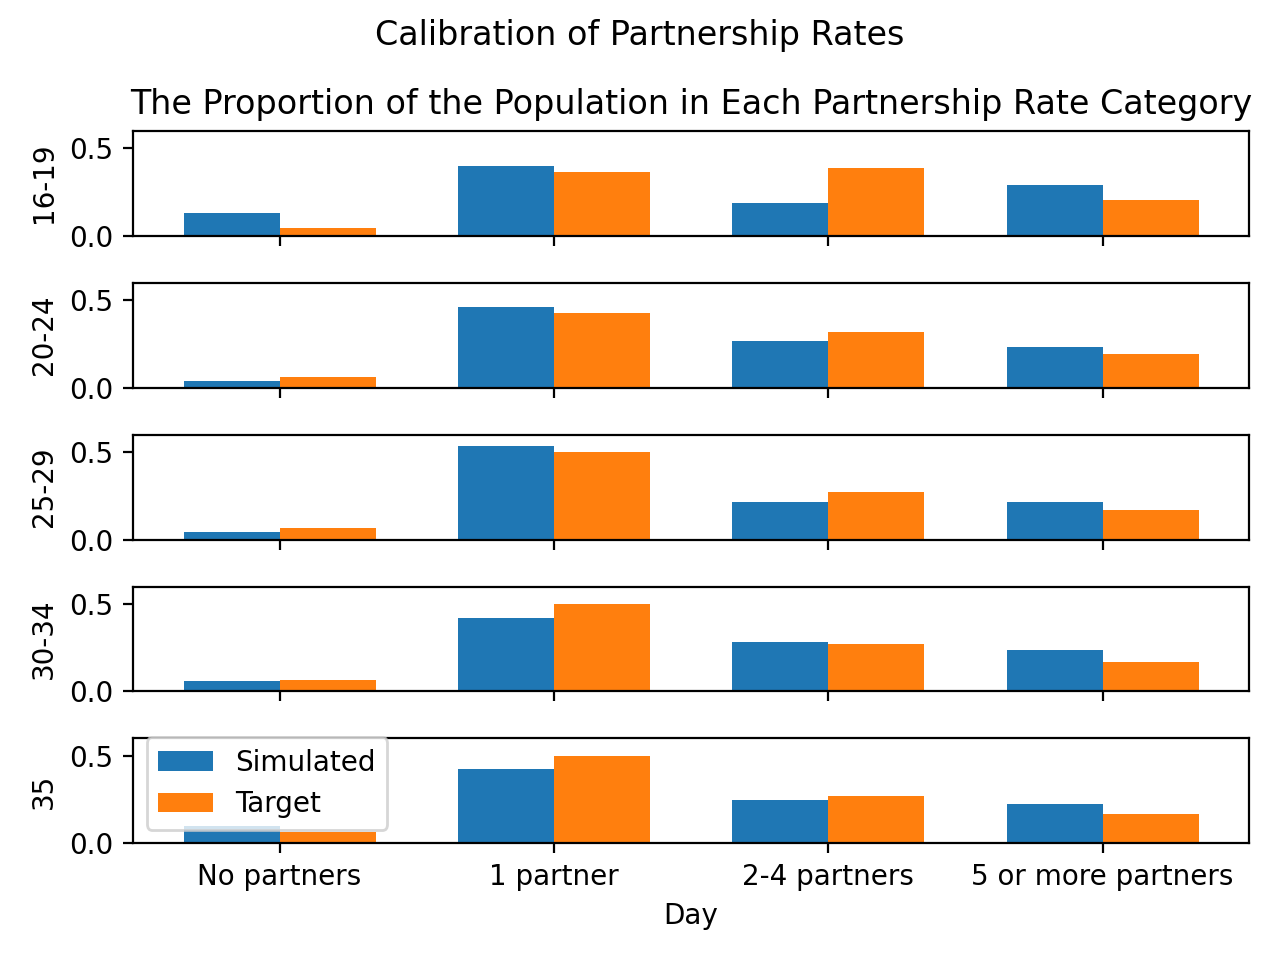 Calibration of Partnership Rates
The Proportion of the Population in Each Partnership Rate Category
16-19
0.5
0.0
20-24
0.5
0.0
25-29
0.5
0.0
30-34
0.5
0.0
35
0.5
0.0
Simulated
Target
No partners 1 partner 2-4 partners 5 or more partners
Day